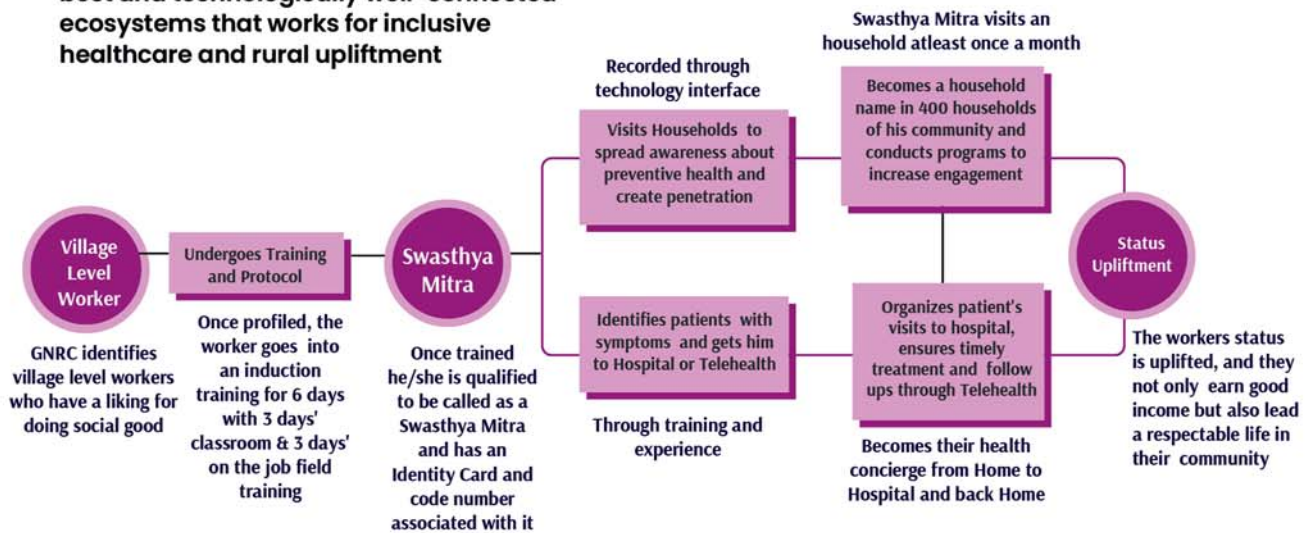 ecosystems that works for inclusive
healthcare and rural upliftment
Village
Level
Worker
GNRC identifies
village level workers
who have a liking for
doing social good
Undergoes Training
and Protocol
Once profiled, the
worker goes into
an induction
training for 6 days
with 3 days'
classroom & 3 days'
on the job field
training
Swasthya
Mitra
Once trained
he/she is qualified
to be called as a
Swasthya Mitra
and has an
Identity Card and
code number
associated with it
Recorded through
technology interface
Visits Households to
spread awareness about
preventive health and
create penetration
Swasthya Mitra visits an
household atleast once a month
Becomes a household
name in 400 households
of his community and
conducts programs to
increase engagement
Identifies patients with
symptoms and gets him
to Hospital or Telehealth
Through training and
experience
Organizes patient's
visits to hospital,
ensures timely
treatment and follow
ups through Telehealth
Becomes their health
concierge from Home to
Hospital and back Home
Status
Upliftment
The workers status
is uplifted, and they
not only earn good
income but also lead
a respectable life in
their community